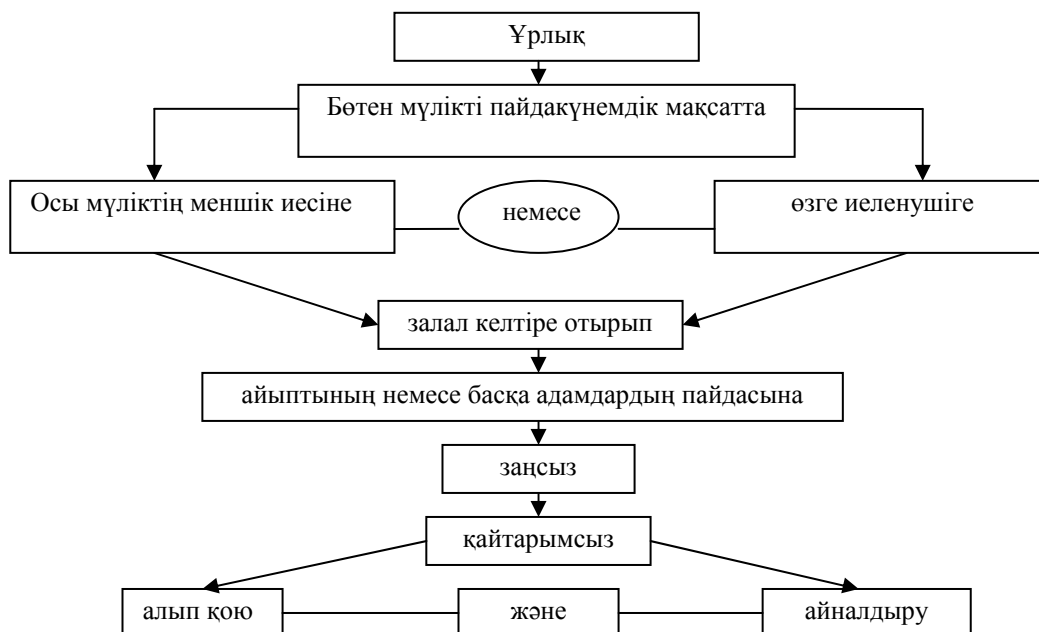 Ұрлық
Бөтен мүлікті пайдакүнемдік мақсатта
Осы мүліктің меншік иесіне
немесе
өзге иеленушіге
залал келтіре отырып
айыптының немесе басқа адамдардың пайдасына
заңсыз
қайтарымсыз
алып қою
және
айналдыру